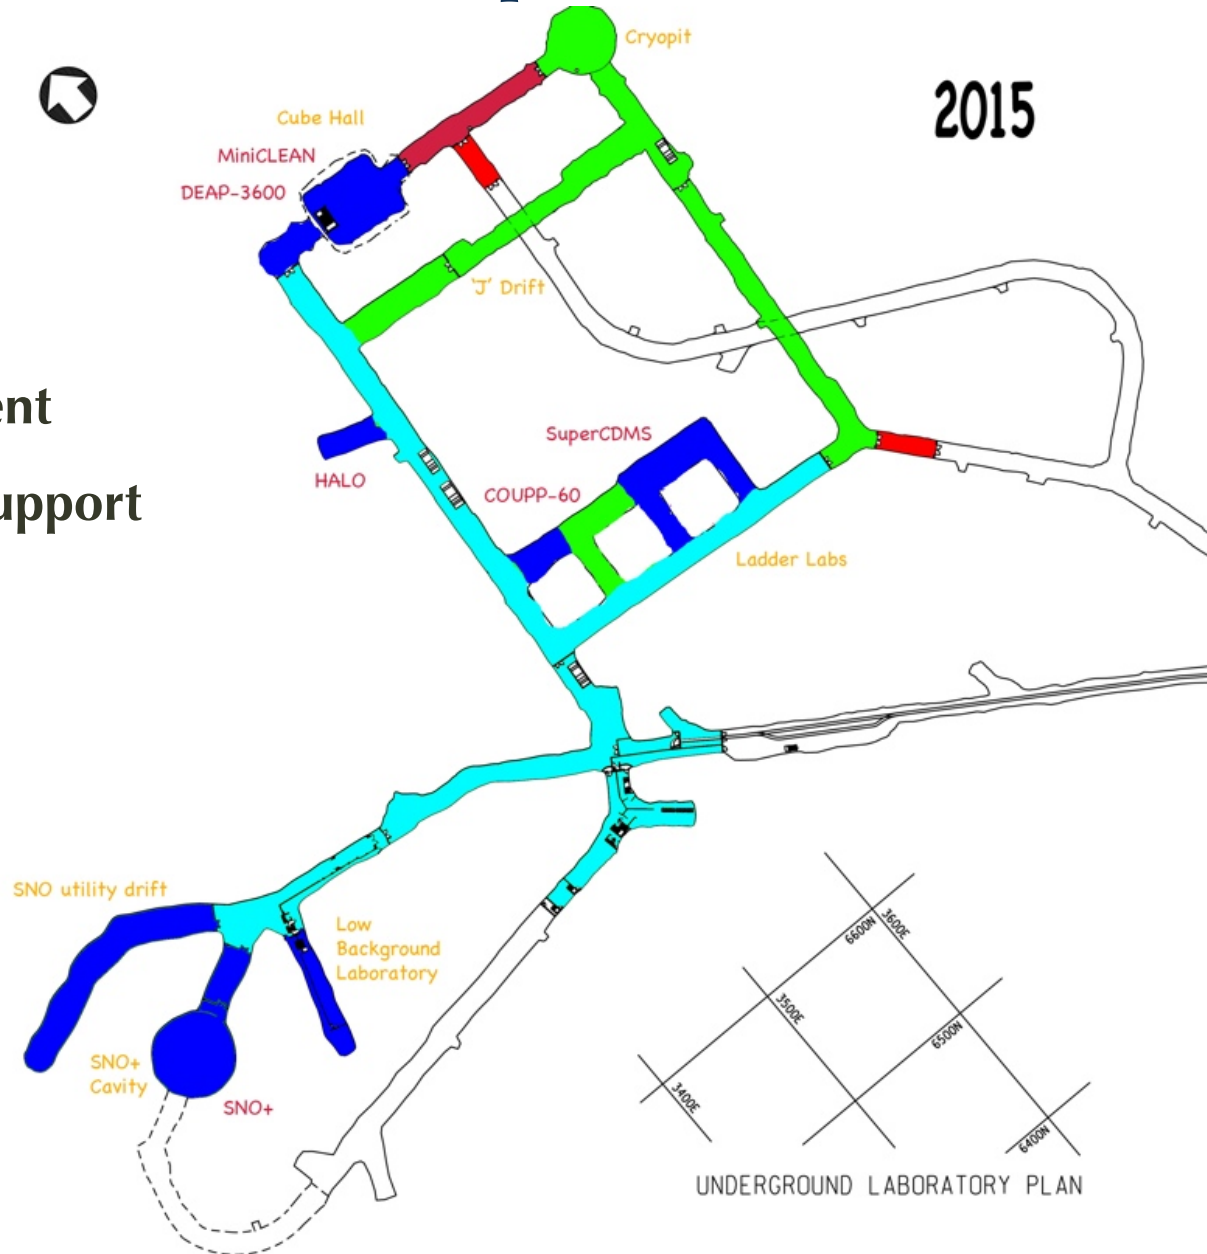 Cryopit
2015
Cube Hall
MiniCLEAN
DEAP-3600
'J' Drift
ent
SuperCDMS
HALO
COUPP-60
upport
Ladder Labs
SNO utility drift
Low
Background
Laboratory
6600N
3600E
3500E
6500N
SNO+
Cavity
3400E
SNO+
6400N
UNDERGROUND LABORATORY PLAN